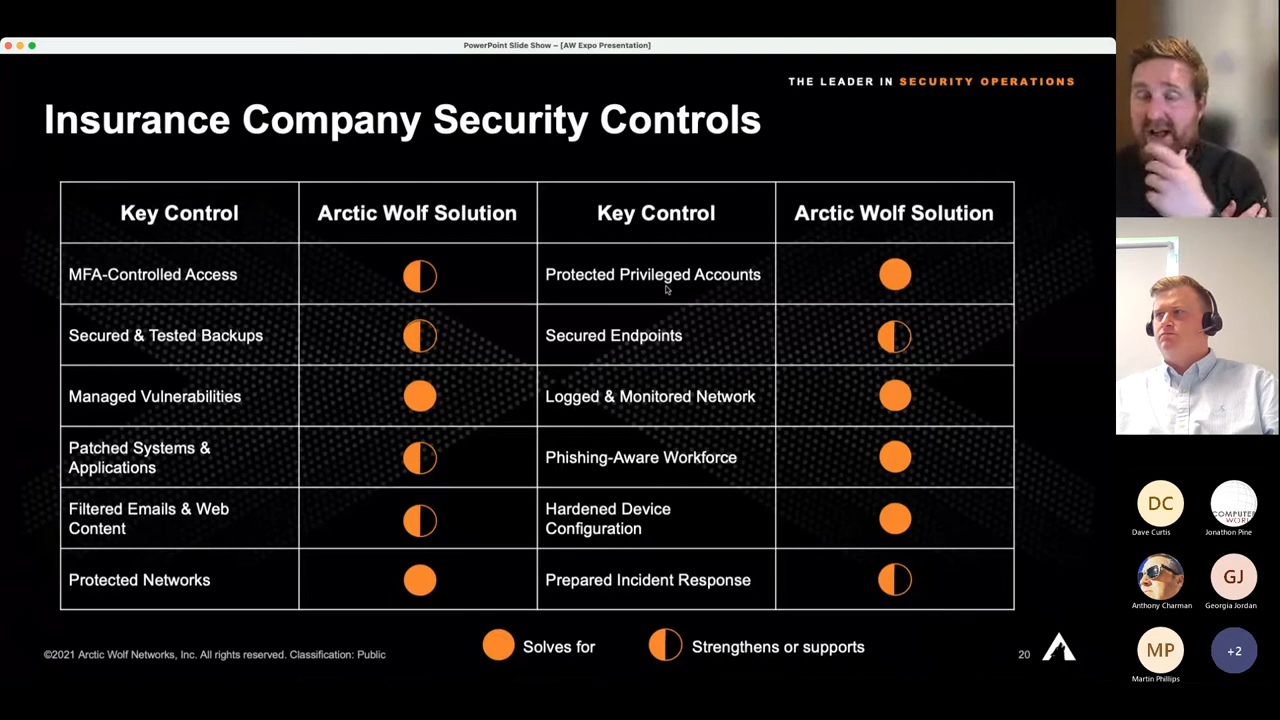 PowerPoint Slide Show – [AW Expo Presentation]
THE LEADER IN SECURITY OPERATIONS
Insurance Company Security Controls
Key Control
Arctic Wolf Solution
Key Control
Arctic Wolf Solution
MFA-Controlled Access
Protected Privileged Accounts
Secured & Tested Backups
Secured Endpoints
Managed Vulnerabilities
Logged & Monitored Network
Patched Systems &
Applications
Phishing-Aware Workforce
Filtered Emails & Web
Content
Hardened Device
Configuration
Protected Networks
Prepared Incident Response
Solves for
Strengthens or supports
©2021 Arctic Wolf Networks, Inc. All rights reserved. Classification: Public
20
DC
Dave Curtis
COMPUTER
WORL
Jonathon Pine
Anthony Charman
GJ
Georgia Jordan
MP
Martin Phillips
+2